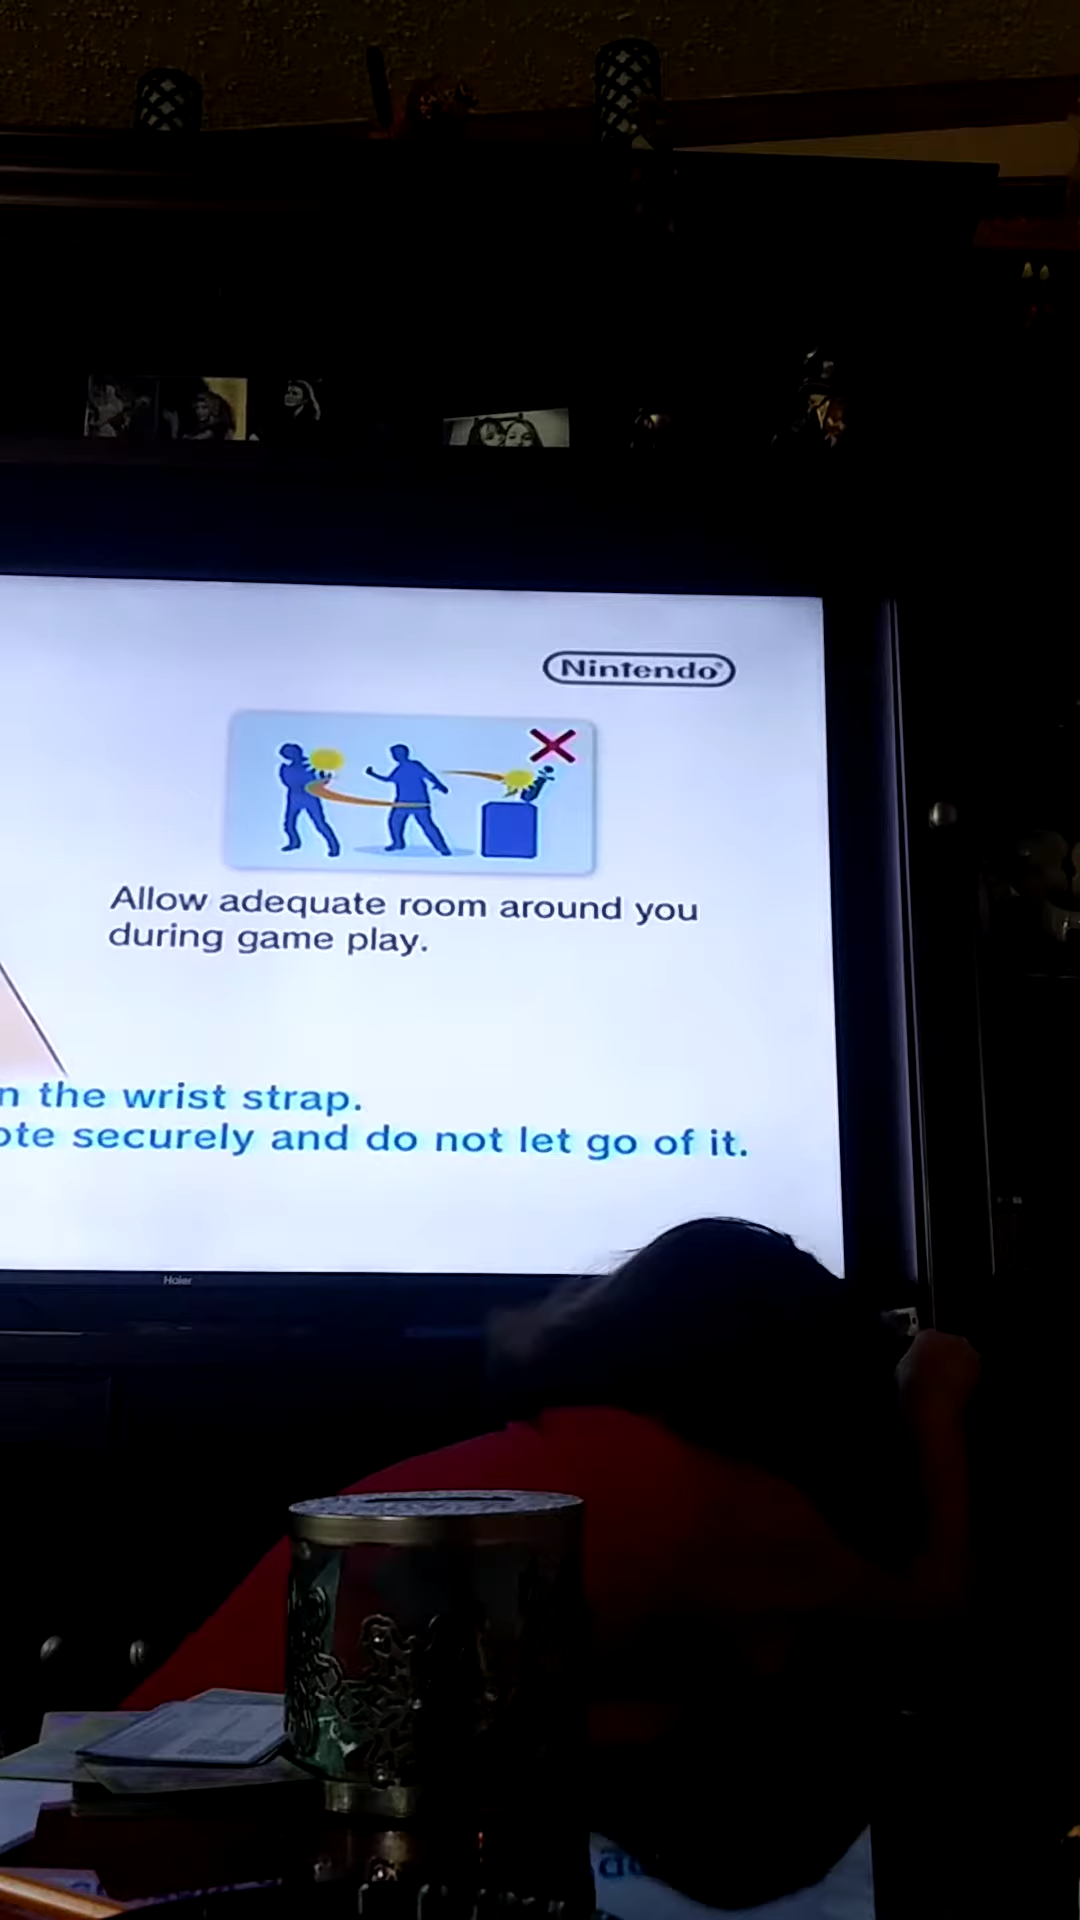 Nintendo
Allow adequate room around you
during game play.
the wrist strap.
securely and do not let go of it.
Haier